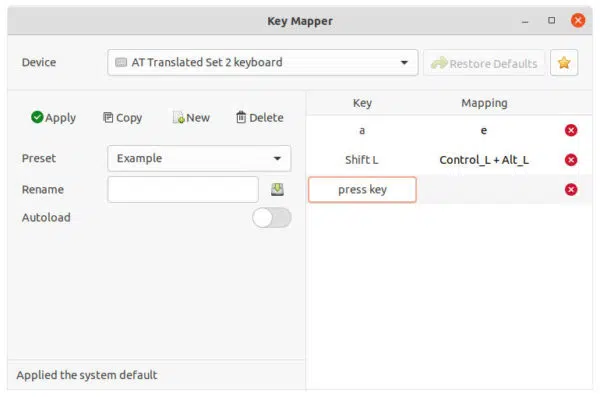 Key Mapper
Device AT Translated Set 2 keyboard Restore Defaults
Apply Copy New Delete
Preset Example
Rename
Autoload
Key Mapping
a e
Shift L Control_L + Alt_L
press key
Applied the system default